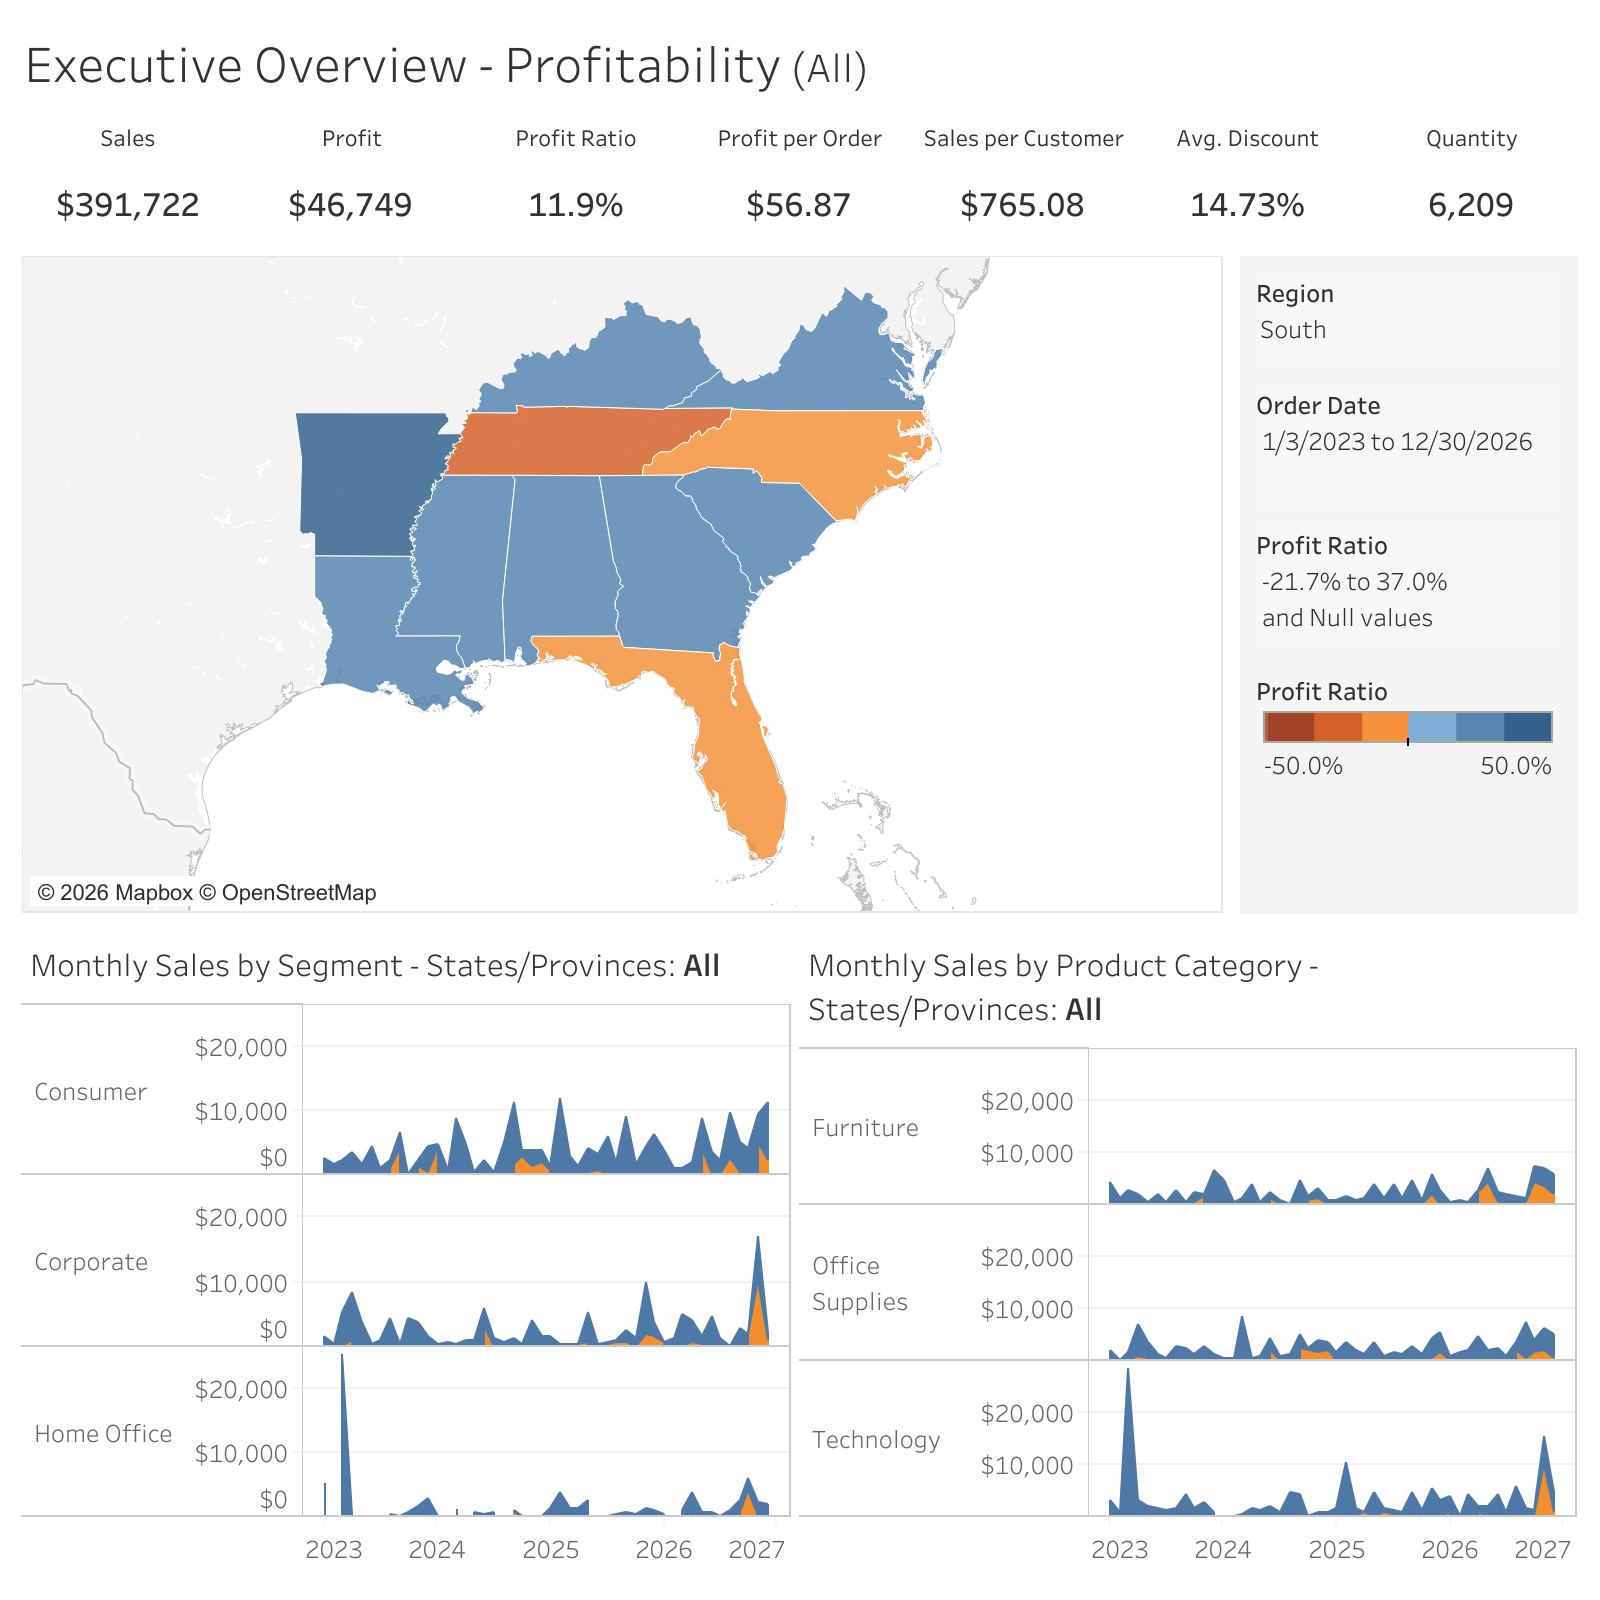 Executive Overview - Profitability (All)
Sales Profit Profit Ratio Profit per Order Sales per Customer Avg. Discount Quantity
$391,722 $46,749 11.9% $56.87 $765.08 14.73% 6,209
Region
South
Order Date
1/3/2023 to 12/30/2026
Profit Ratio
-21.7% to 37.0%
and Null values
Profit Ratio
-50.0% 50.0%
© 2026 Mapbox © OpenStreetMap
Monthly Sales by Segment - States/Provinces: All
Consumer
$20,000
$10,000
$0
Corporate
$20,000
$10,000
$0
Home Office
$20,000
$10,000
$0
2023 2024 2025 2026 2027
Monthly Sales by Product Category -
States/Provinces: All
Furniture
$20,000
$10,000
Office
Supplies
$20,000
$10,000
Technology
$20,000
$10,000
2023 2024 2025 2026 2027